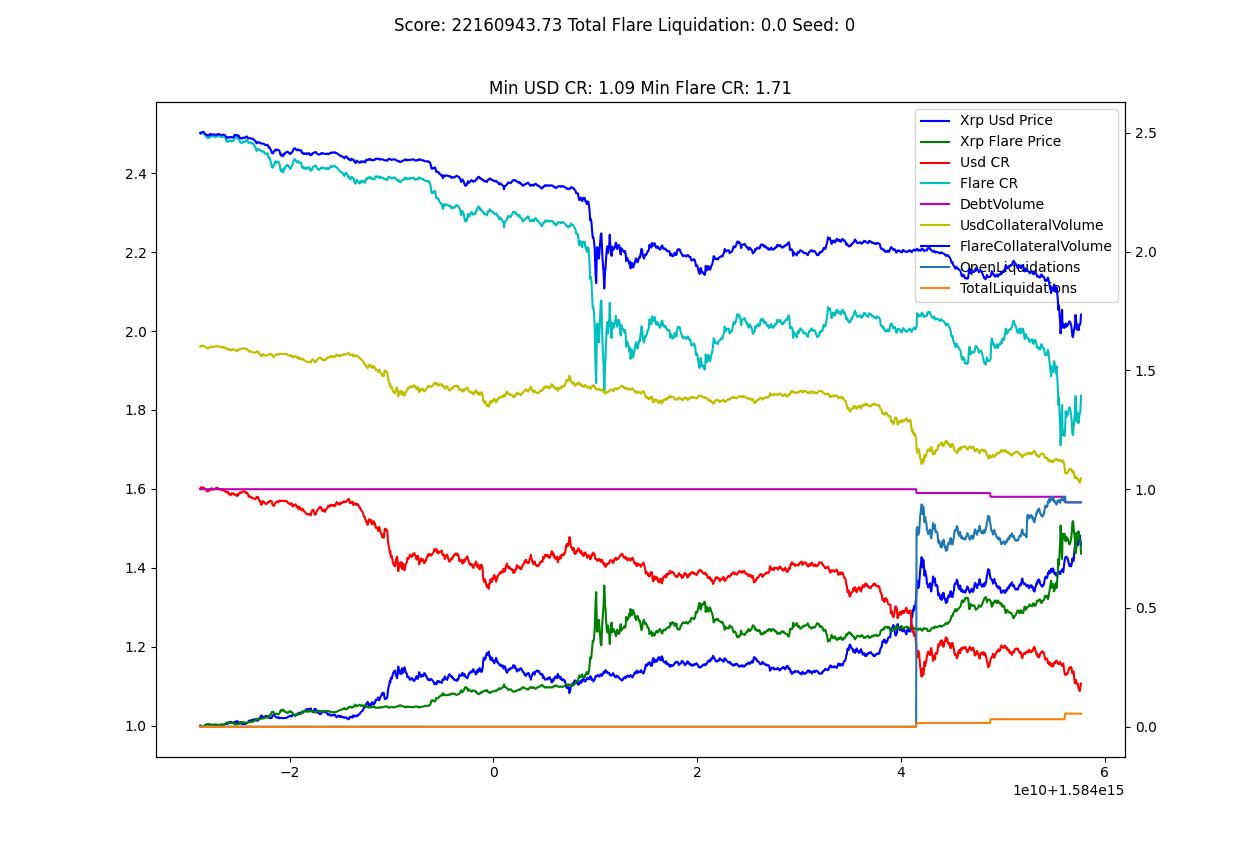 Score: 22160943.73 Total Flare Liquidation: 0.0 Seed: 0
Min USD CR: 1.09 Min Flare CR: 1.71
Xrp Usd Price
Xrp Flare Price
Usd CR
Flare CR
DebtVolume
UsdCollateralVolume
FlareCollateralVolume
OpenLiquidations
TotalLiquidations
2.4
2.2
2.0
1.8
1.6
1.4
1.2
1.0
2.5
2.0
1.5
1.0
0.5
0.0
−2 0 2 4 6
1e10+1.584e15